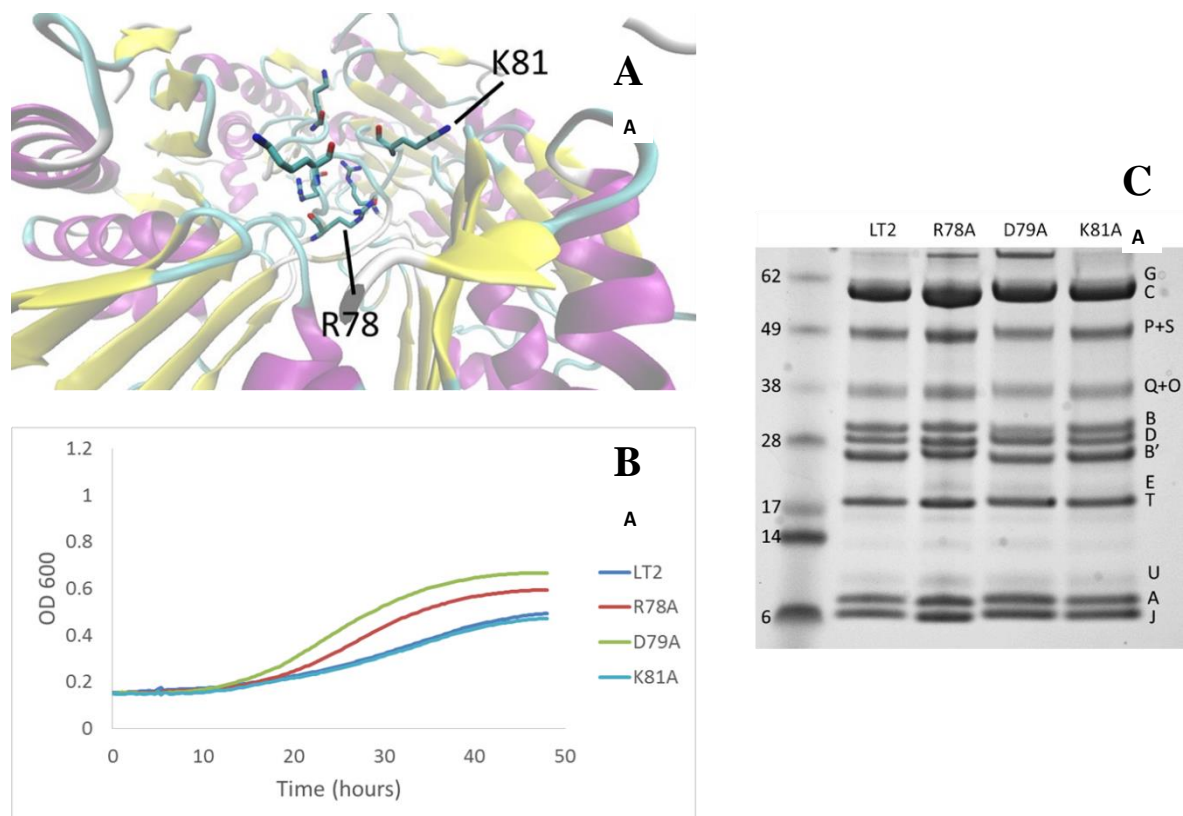 A
A
K81
R78
B
A
OD 600
1.2
1
0.8
0.6
0.4
0.2
0
0
10
20
30
40
50
Time (hours)
LT2
R78A
D79A
K81A
C
A
LT2 R78A D79A K81A
62
49
38
28
17
14
6
G
C
P+S
Q+O
B
D
B’
E
T
U
A
J